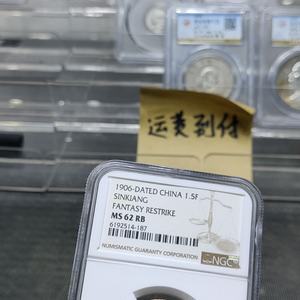 运费到付
1906-DATED CHINA 1.5F
SINKIANG
FANTASY RESTRIKE
MS 62 RB
6192514-187
NUMISMATIC GUARANTY CORPORATION
NGC